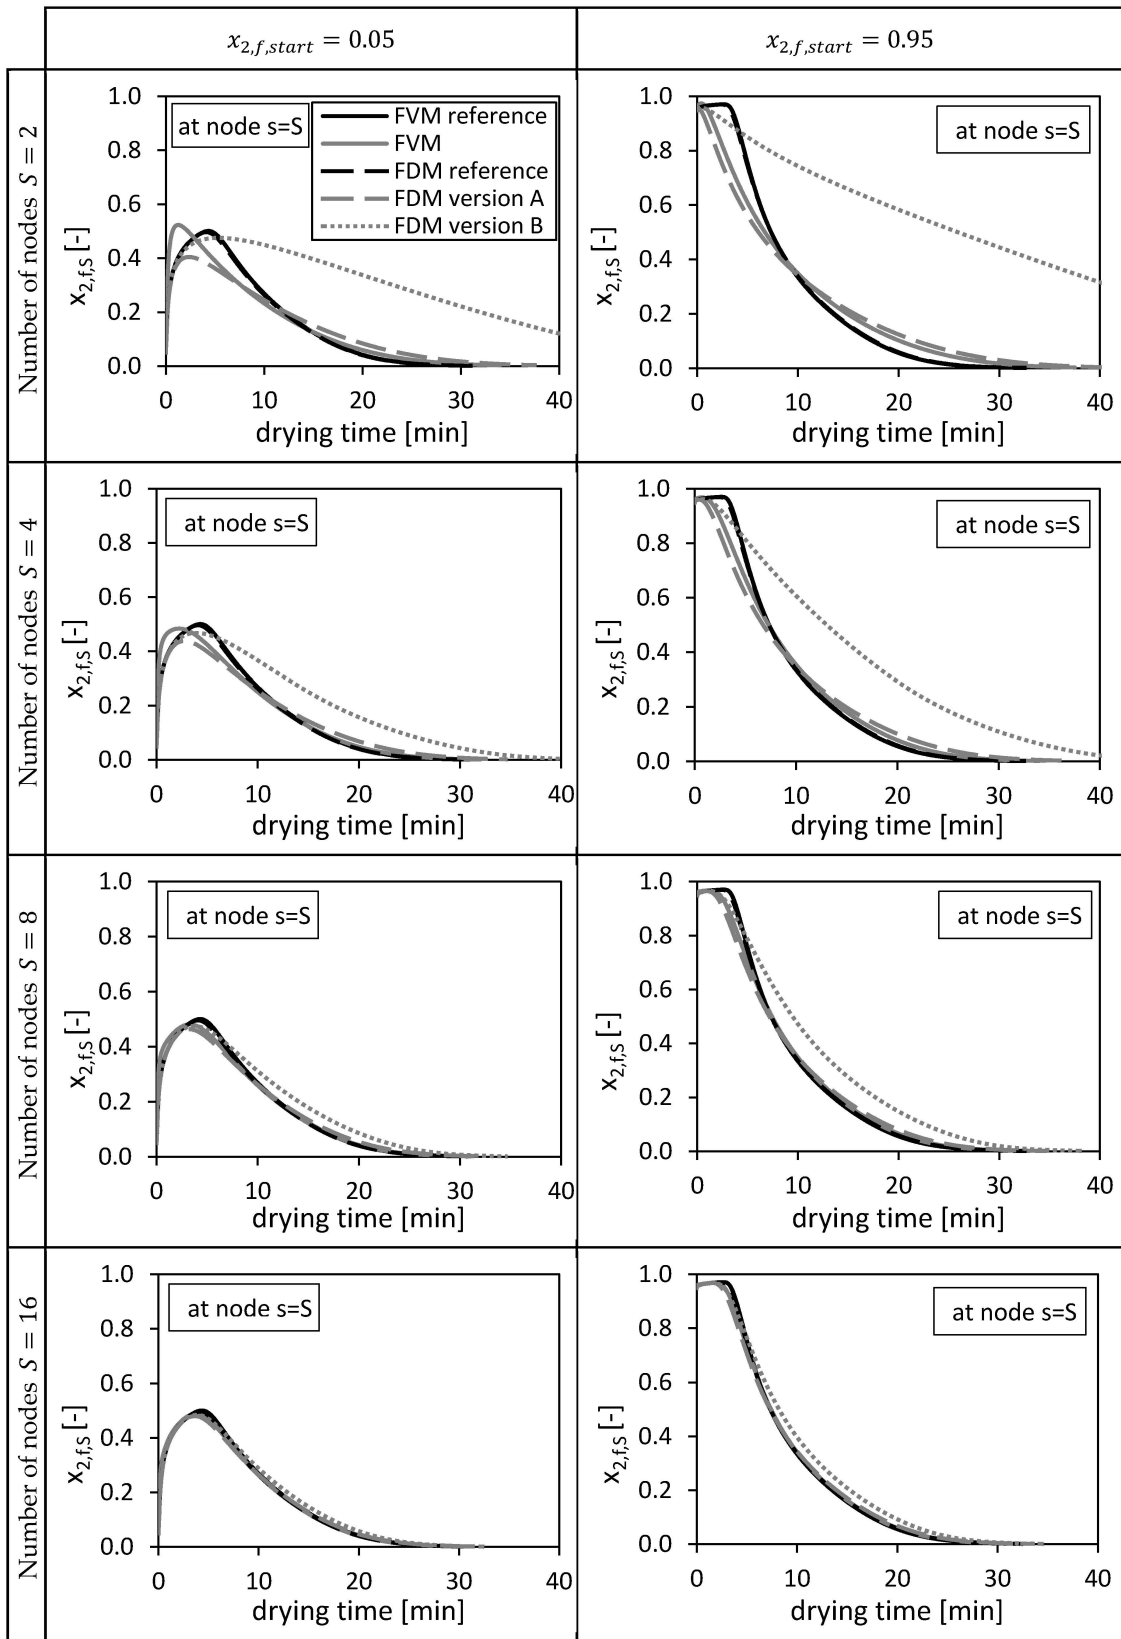 x2,f,start = 0.05
x2,f,start = 0.95
Number of nodes S = 2
1.0
0.8
0.6
0.4
0.2
0.0
x2,f,S [-]
at node s=S
FVM reference
FVM
FDM reference
FDM version A
FDM version B
0 10 20 30 40
drying time [min]
1.0
0.8
0.6
0.4
0.2
0.0
x2,f,S [-]
at node s=S
0 10 20 30 40
drying time [min]
Number of nodes S = 4
1.0
0.8
0.6
0.4
0.2
0.0
x2,f,S [-]
at node s=S
0 10 20 30 40
drying time [min]
1.0
0.8
0.6
0.4
0.2
0.0
x2,f,S [-]
at node s=S
0 10 20 30 40
drying time [min]
Number of nodes S = 8
1.0
0.8
0.6
0.4
0.2
0.0
x2,f,S [-]
at node s=S
0 10 20 30 40
drying time [min]
1.0
0.8
0.6
0.4
0.2
0.0
x2,f,S [-]
at node s=S
0 10 20 30 40
drying time [min]
Number of nodes S = 16
1.0
0.8
0.6
0.4
0.2
0.0
x2,f,S [-]
at node s=S
0 10 20 30 40
drying time [min]
1.0
0.8
0.6
0.4
0.2
0.0
x2,f,S [-]
at node s=S
0 10 20 30 40
drying time [min]